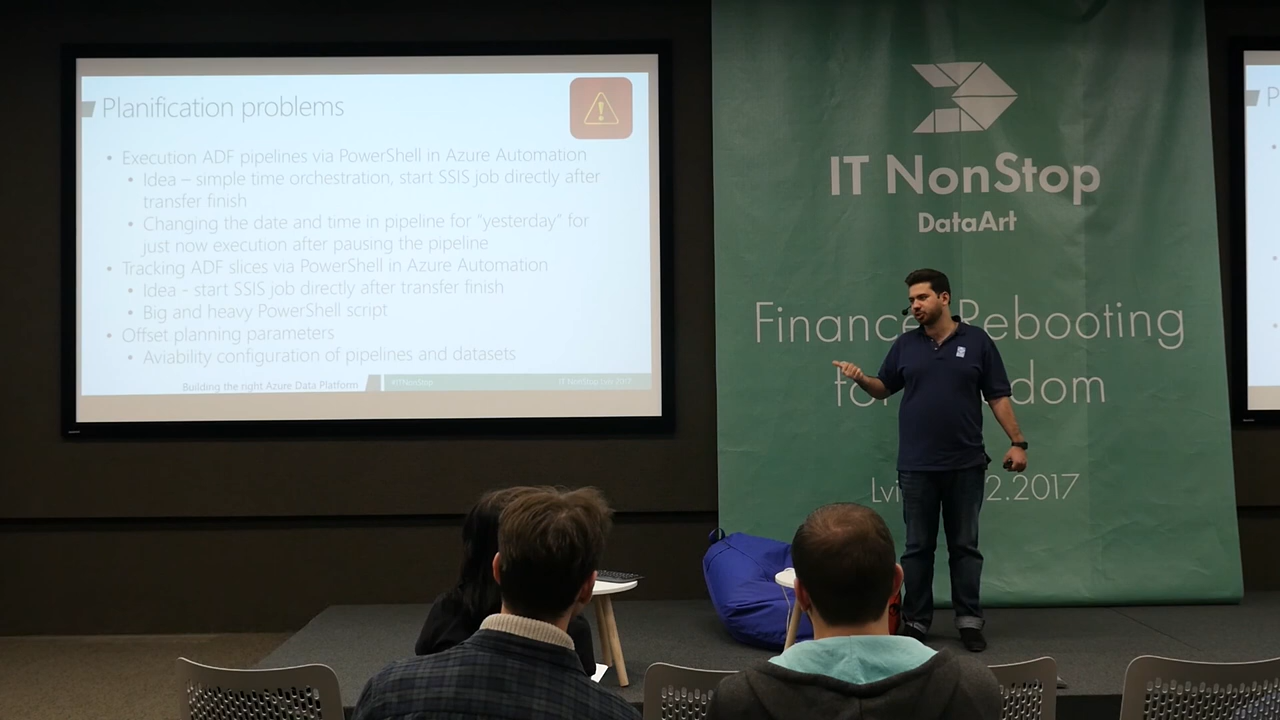 Planification problems
• Execution ADF pipelines via PowerShell in Azure Automation
• Idea – simple time orchestration, start SSIS job directly after
transfer finish
• Changing the date and time in pipeline for "yesterday" for
just now execution after pausing the pipeline
• Tracking ADF slices via PowerShell in Azure Automation
• Idea - start SSIS job directly after transfer finish
• Big and heavy PowerShell script
• Offset planning parameters
• Aviability configuration of pipelines and datasets
Building the right Azure Data Platform
#ITNonStop
IT NonStop Lviv 2017
IT NonStop
DataArt
Finance Rebooting
Lvi 2.2017
P